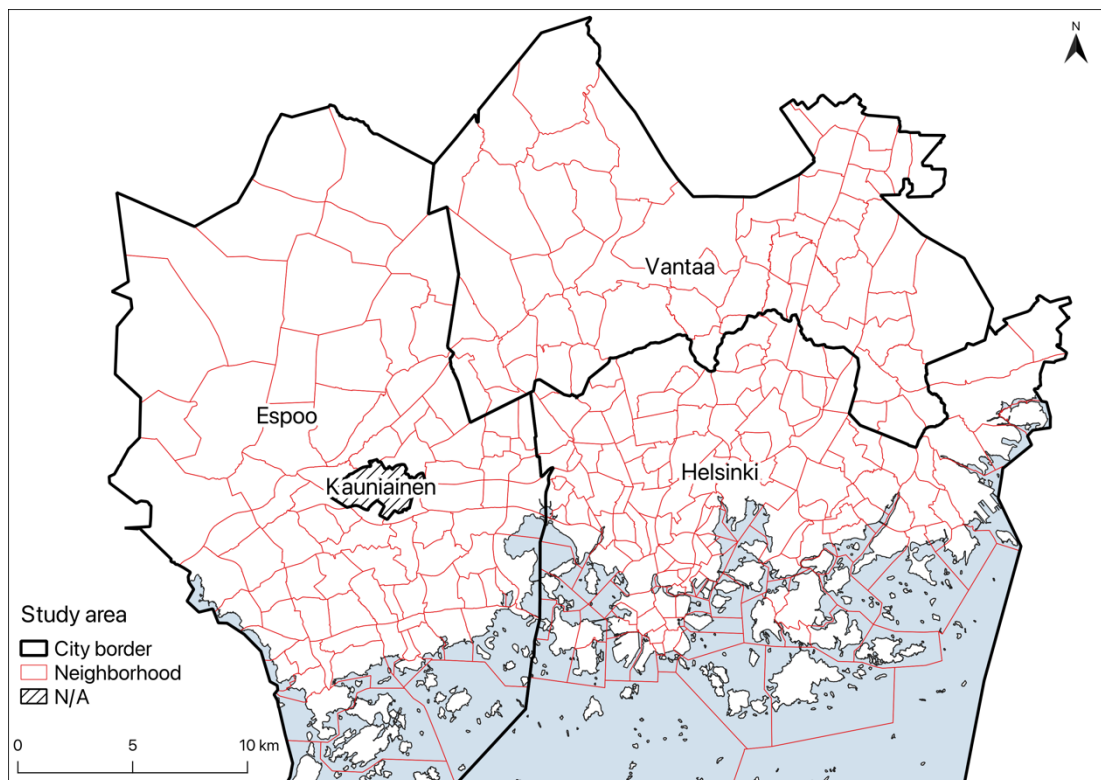 N
Vantaa
Espoo
Kauniainen
Helsinki
Study area
City border
Neighborhood
N/A
0 5 10 km